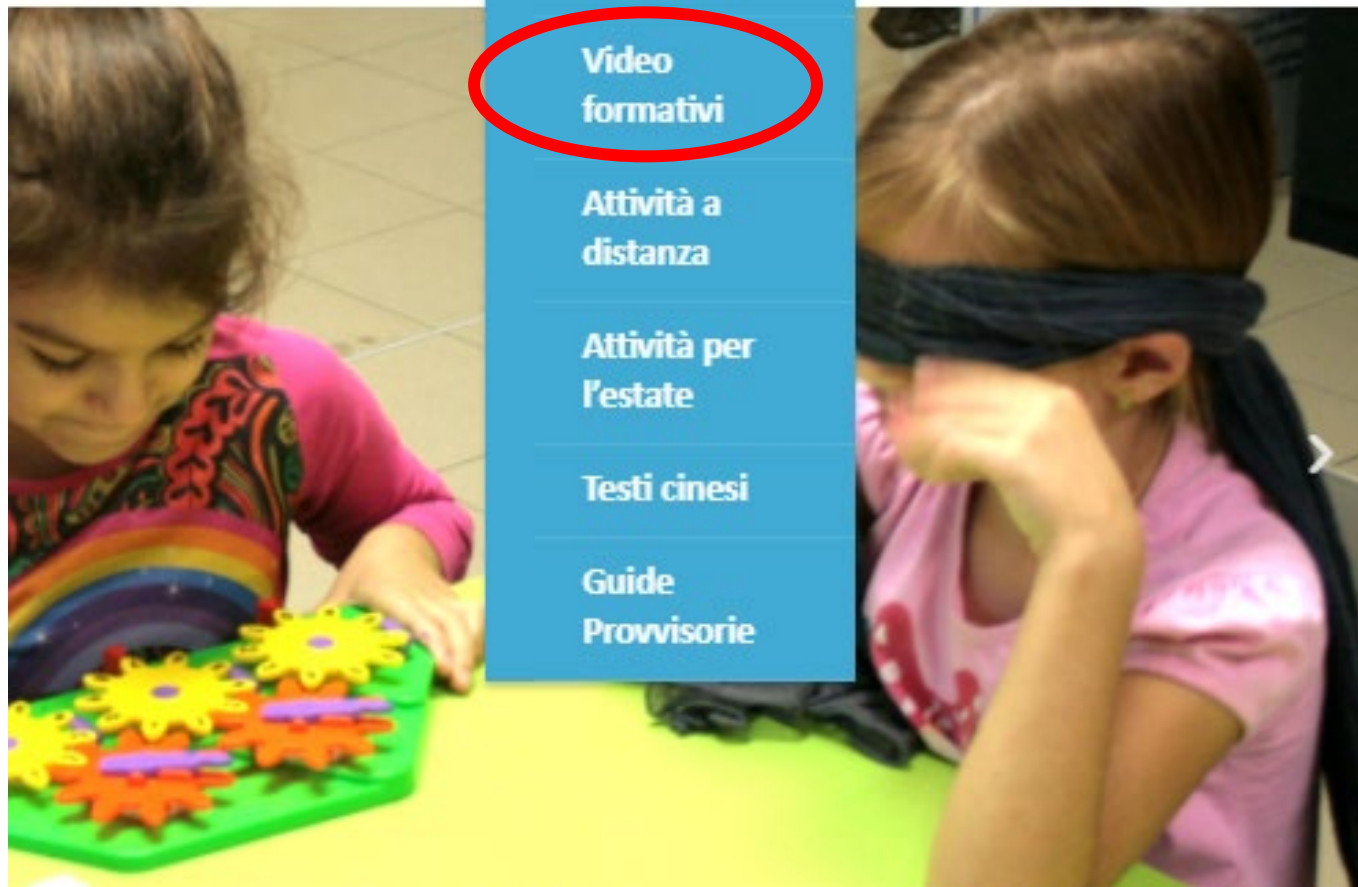 Video
formativi
Attività a
distanza
Attività per
l'estate
Testi cinesi
Guide
Provvisorie